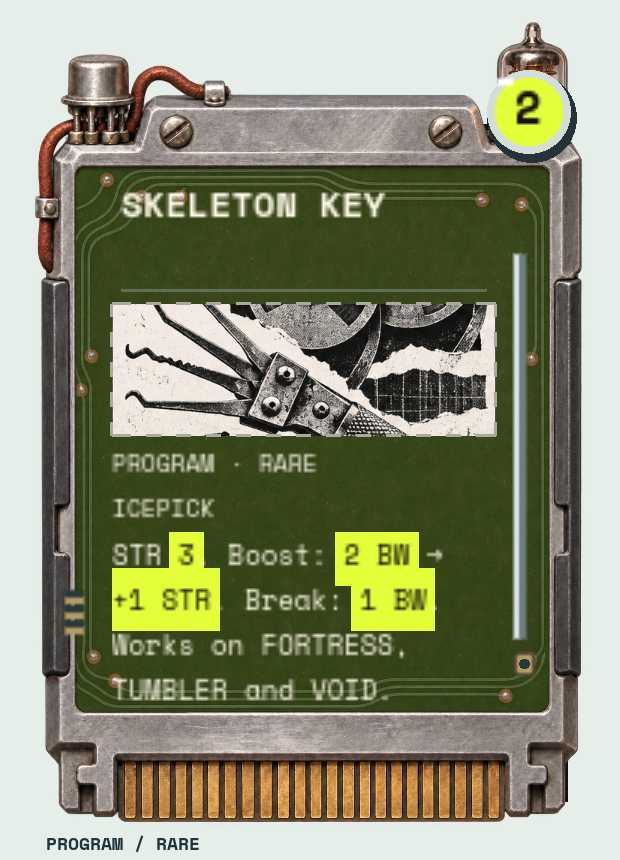 2
SKELETON KEY
PROGRAM · RARE
ICEPICK
STR 3. Boost: 2 BW →
+1 STR. Break: 1 BW.
Works on FORTRESS,
TUMBLER and VOID.
PROGRAM / RARE